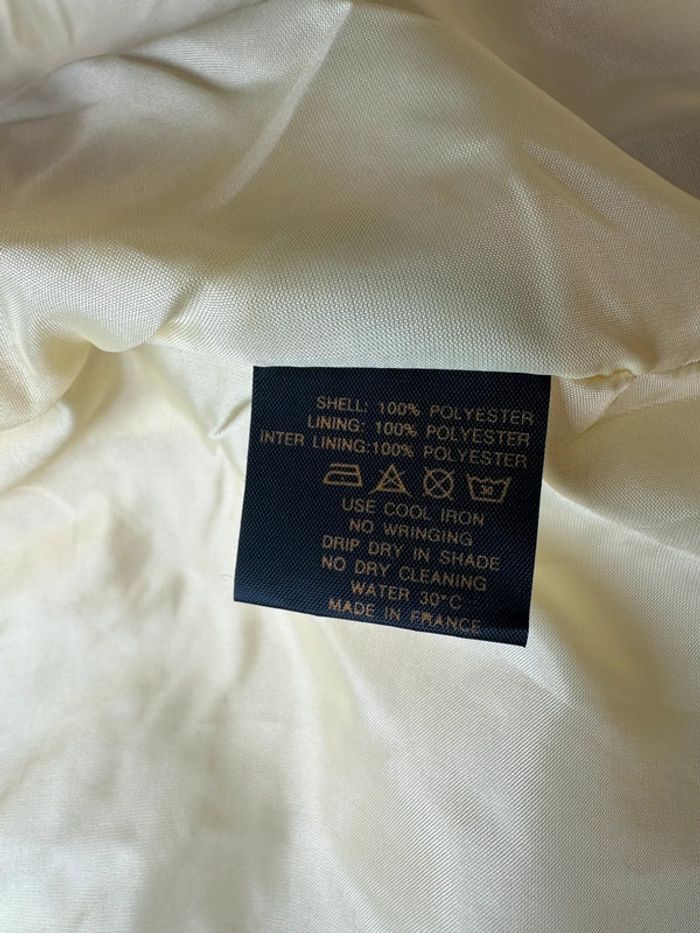 SHELL: 100% POLYESTER
LINING: 100% POLYESTER
INTER LINING:100% POLYESTER
30
USE COOL IRON
NO WRINGING
DRIP DRY IN SHADE
NO DRY CLEANING
WATER 30°C
MADE IN FRANCE